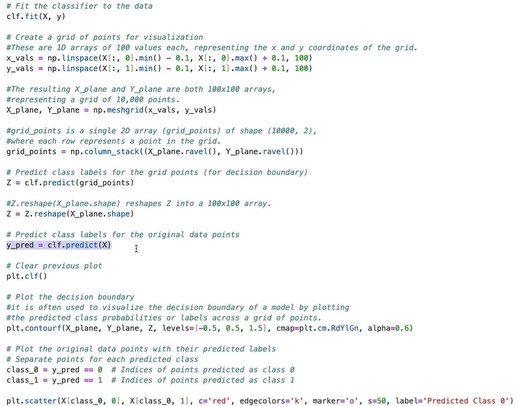 # Fit the classifier to the data
clf.fit(X, y)
# Create a grid of points for visualization
#These are 1D arrays of 100 values each, representing the x and y coordinates of the grid.
x_vals = np.linspace(X[:, 0].min() - 0.1, X[:, 0].max() + 0.1, 100)
y_vals = np.linspace(X[:, 1].min() - 0.1, X[:, 1].max() + 0.1, 100)
#The resulting X_plane and Y_plane are both 100x100 arrays,
#representing a grid of 10,000 points.
X_plane, Y_plane = np.meshgrid(x_vals, y_vals)
#grid_points is a single 2D array (grid_points) of shape (10000, 2),
#where each row represents a point in the grid.
grid_points = np.column_stack((X_plane.ravel(), Y_plane.ravel()))
# Predict class labels for the grid points (for decision boundary)
Z = clf.predict(grid_points)
#Z.reshape(X_plane.shape) reshapes Z into a 100x100 array.
Z = Z.reshape(X_plane.shape)
# Predict class labels for the original data points
y_pred = clf.predict(X)
# Clear previous plot
plt.clf()
# Plot the decision boundary
#it is often used to visualize the decision boundary of a model by plotting
#the predicted class probabilities or labels across a grid of points.
plt.contourf(X_plane, Y_plane, Z, levels=[-0.5, 0.5, 1.5], cmap=plt.cm.RdYlGn, alpha=0.6)
# Plot the original data points with their predicted labels
# Separate points for each predicted class
class_0 = y_pred == 0 # Indices of points predicted as class 0
class_1 = y_pred == 1 # Indices of points predicted as class 1
plt.scatter(X[class_0, 0], X[class_0, 1], c='red', edgecolors='k', marker='o', s=50, label='Predicted Class 0')